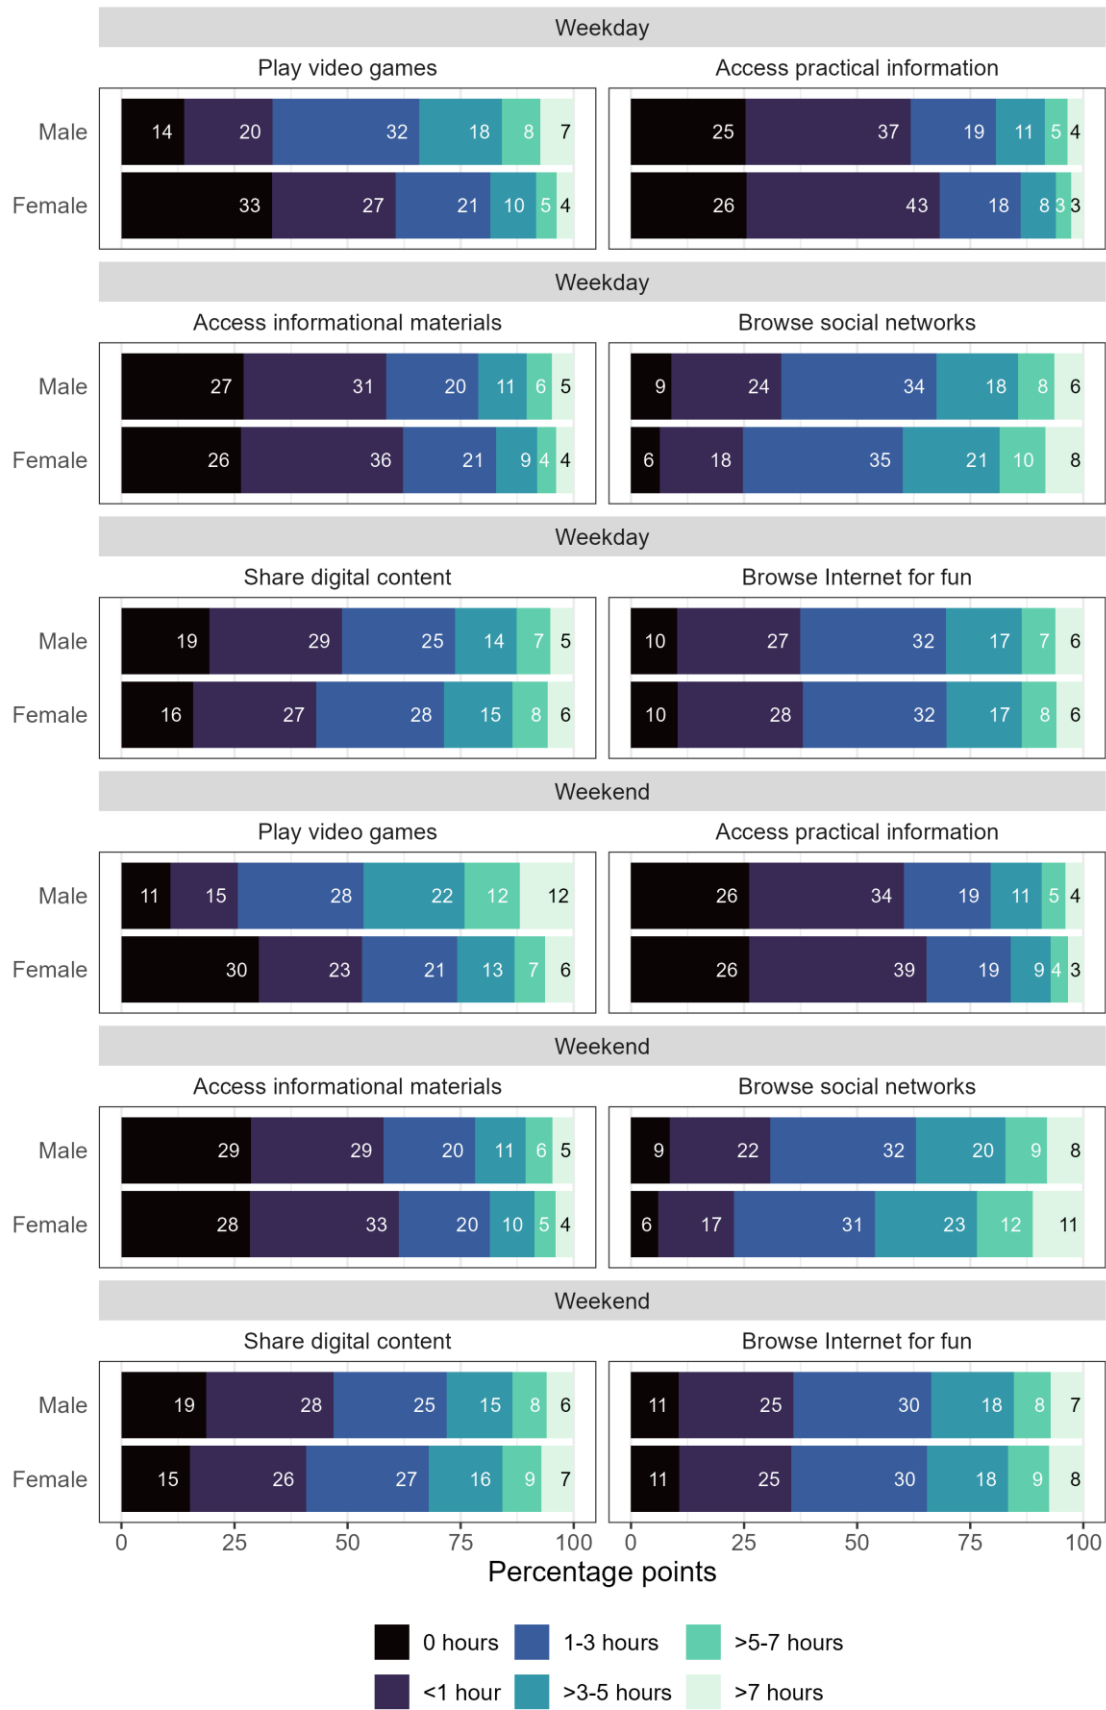 Weekday
Play video games Access practical information
Male 14 20 32 18 8 7 25 37 19 11 5 4
Female 33 27 21 10 5 4 26 43 18 8 3 3
Weekday
Access informational materials Browse social networks
Male 27 31 20 11 6 5 9 24 34 18 8 6
Female 26 36 21 9 4 4 6 18 35 21 10 8
Weekday
Share digital content Browse Internet for fun
Male 19 29 25 14 7 5 10 27 32 17 7 6
Female 16 27 28 15 8 6 10 28 32 17 8 6
Weekend
Play video games Access practical information
Male 11 15 28 22 12 12 26 34 19 11 5 4
Female 30 23 21 13 7 6 26 39 19 9 4 3
Weekend
Access informational materials Browse social networks
Male 29 29 20 11 6 5 9 22 32 20 9 8
Female 28 33 20 10 5 4 6 17 31 23 12 11
Weekend
Share digital content Browse Internet for fun
Male 19 28 25 15 8 6 11 25 30 18 8 7
Female 15 26 27 16 9 7 11 25 30 18 9 8
0 25 50 75 100 0 25 50 75 100
Percentage points
0 hours 1-3 hours >5-7 hours
<1 hour >3-5 hours >7 hours